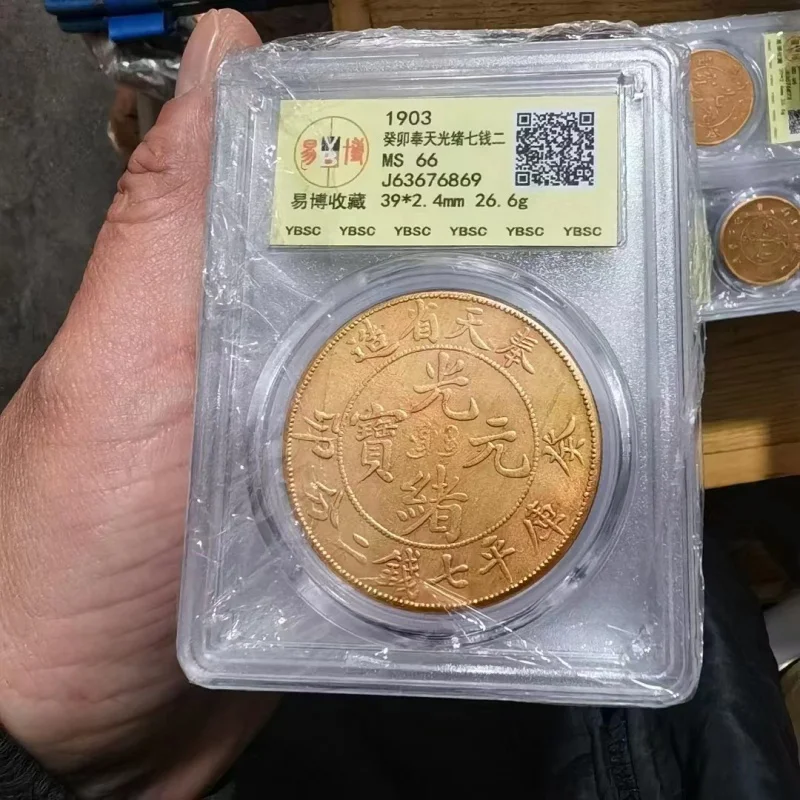 1903
癸卯奉天光绪七钱二
MS 66
J63676869
易博收藏 39*2.4mm 26.6g
YBSC YBSC YBSC YBSC YBSC YBSC
易 YB 博
奉天省造
光緒元寶
癸卯
庫平七錢二分